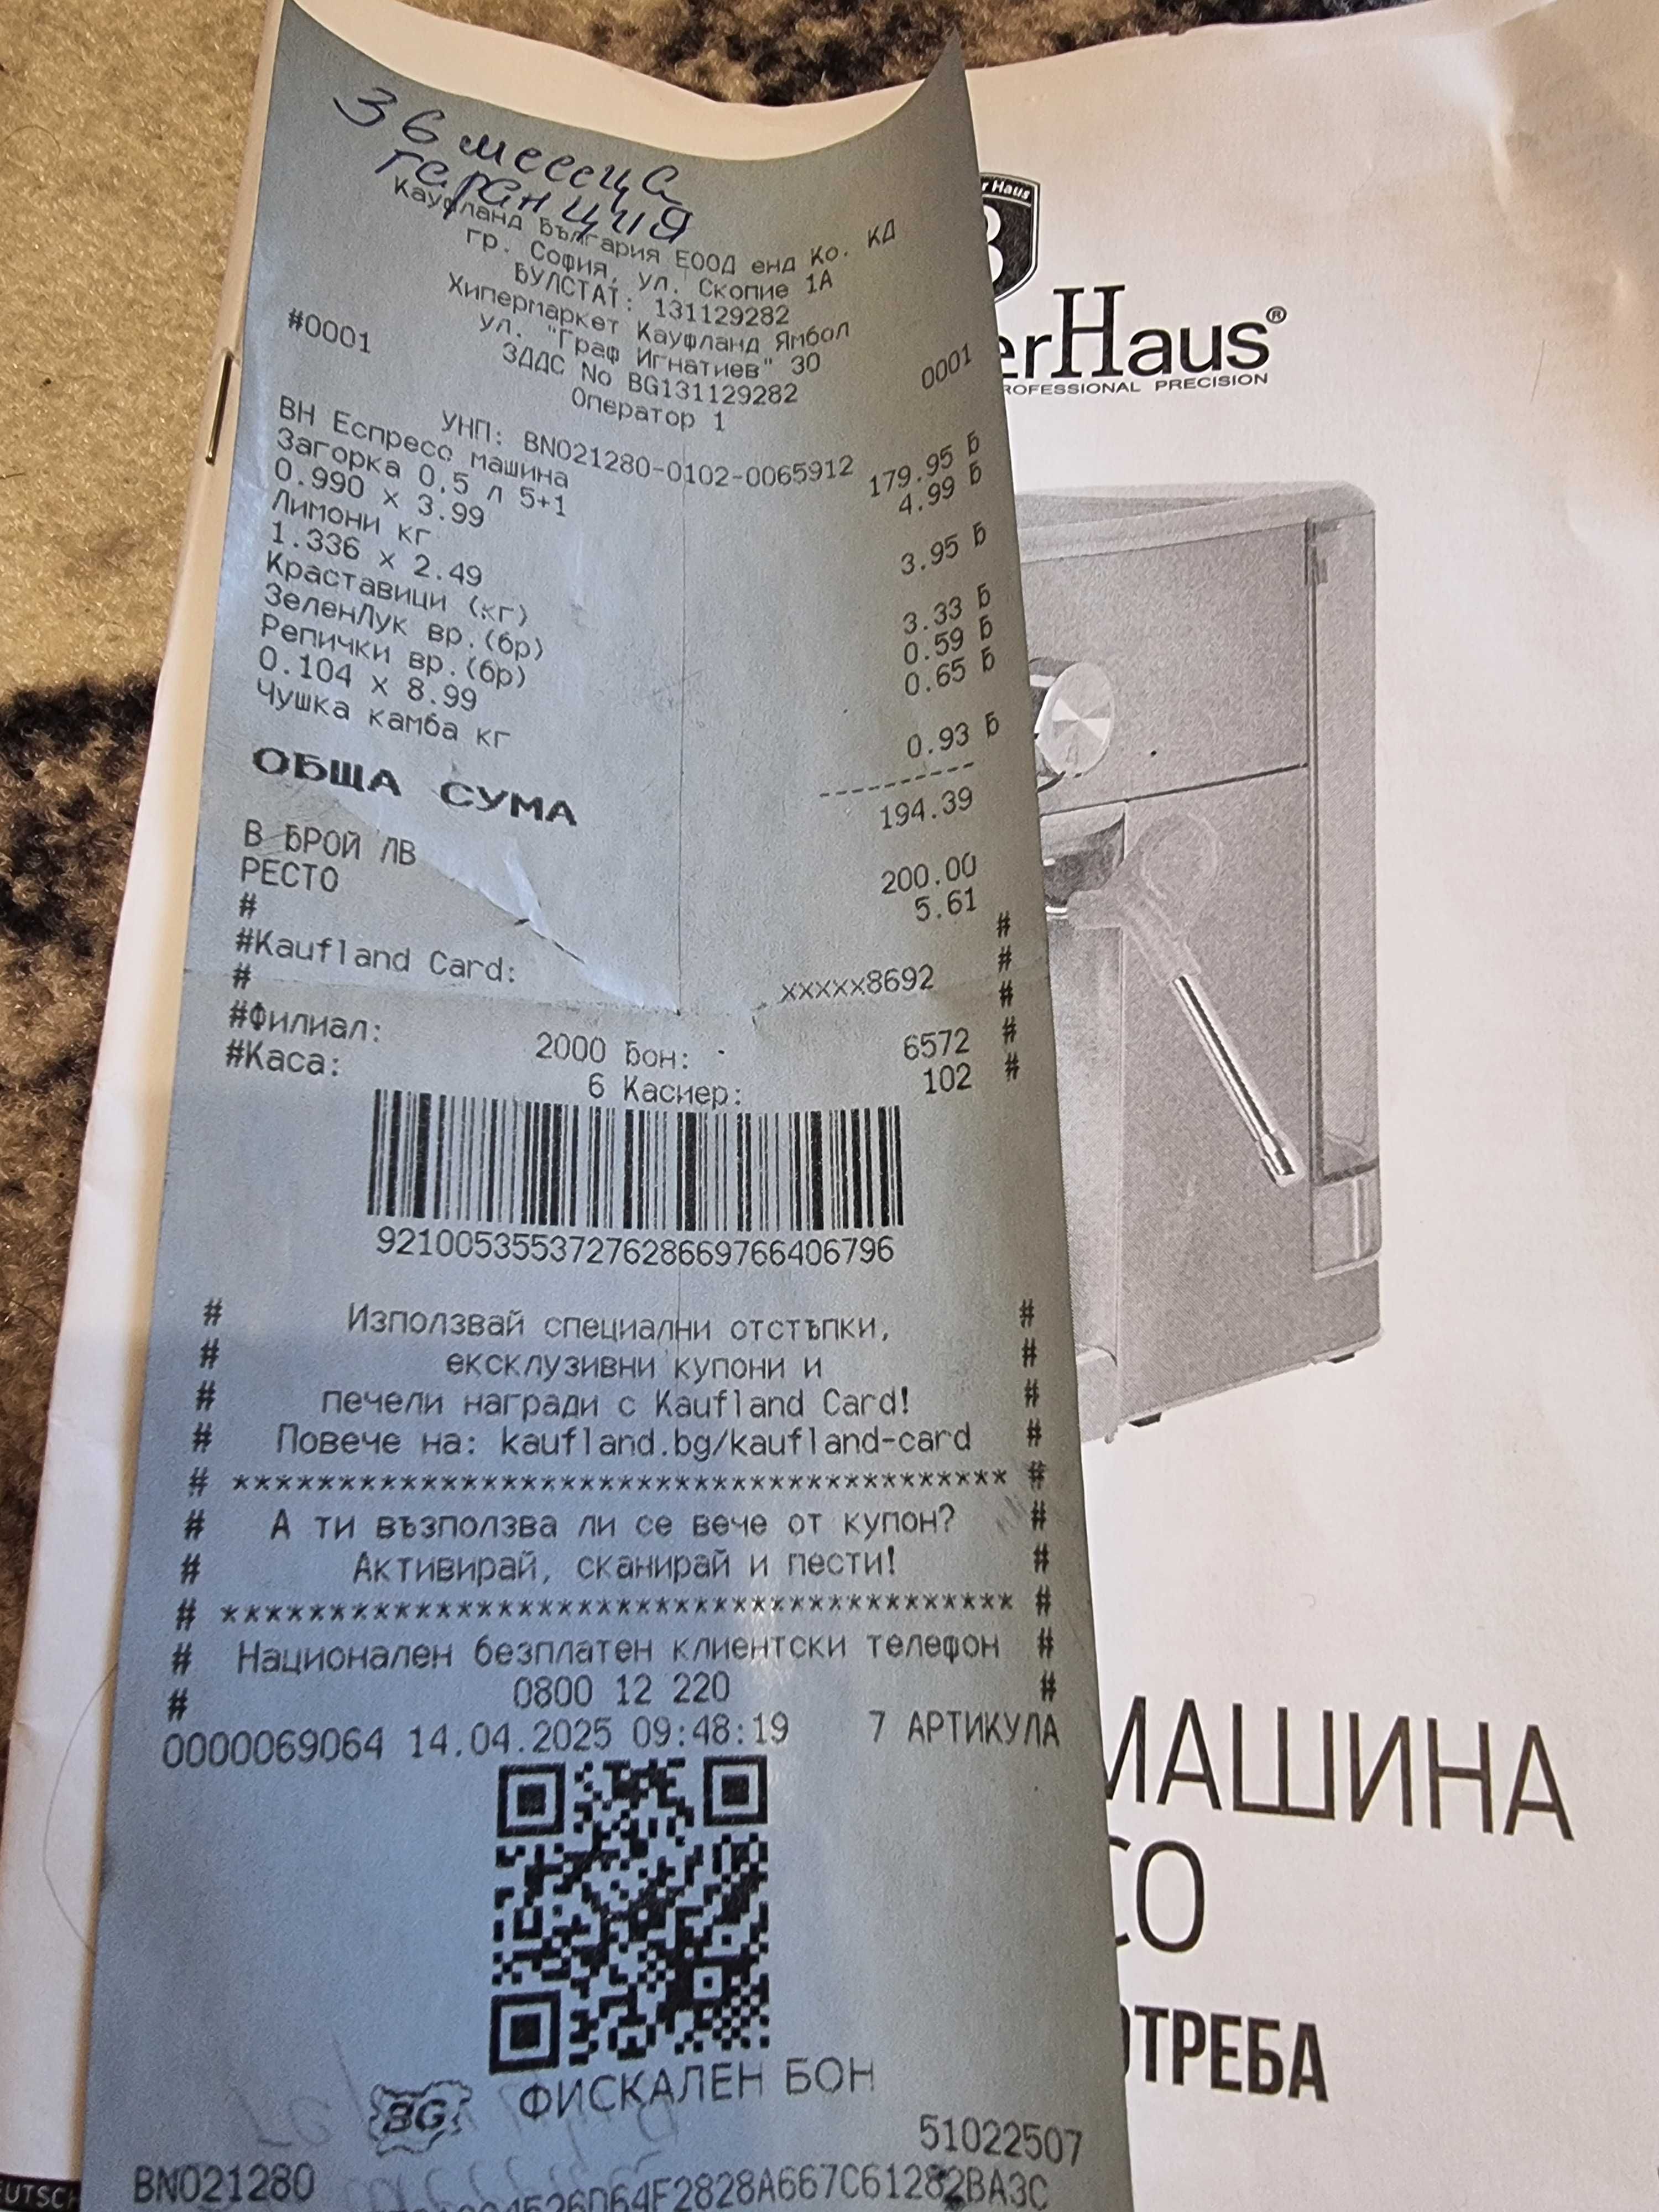 36 месеца
гаранция
Кауфланд България ЕООД енд Ко. КД
гр. София, ул. Скопие 1А
БУЛСТАТ: 131129282
Хипермаркет Кауфланд Ямбол
ул. "Граф Игнатиев" 30
ЗДДС No BG131129282
#0001 Оператор 1 0001
УНП: BN021280-0102-0065912
BH Еспресо машина 179.95 Б
Загорка 0,5 л 5+1 4.99 Б
0.990 x 3.99
Лимони кг 3.95 Б
1.336 x 2.49
Краставици (кг) 3.33 Б
ЗеленЛук вр.(бр) 0.59 Б
Репички вр.(бр) 0.65 Б
0.104 x 8.99
Чушка камба кг 0.93 Б
----------
ОБЩА СУМА 194.39
В БРОЙ ЛВ 200.00
РЕСТО 5.61
# #
#Kaufland Card: xxxxx8692 #
# #
#Филиал: 2000 Бон: 6572 #
#Каса: 6 Касиер: 102 #
9210053553727628669766406796
# Използвай специални отстъпки, #
# ексклузивни купони и #
# печели награди с Kaufland Card! #
# Повече на: kaufland.bg/kaufland-card #
# ************************************** #
# А ти възползва ли се вече от купон? #
# Активирай, сканирай и пести! #
# ************************************** #
# Национален безплатен клиентски телефон #
# 0800 12 220 #
0000069064 14.04.2025 09:48:19 7 АРТИКУЛА
BG ФИСКАЛЕН БОН
BN021280 51022507
r Haus
B
erHaus®
ROFESSIONAL PRECISION
МАШИНА
СО
ОТРЕБА
EUTSCH